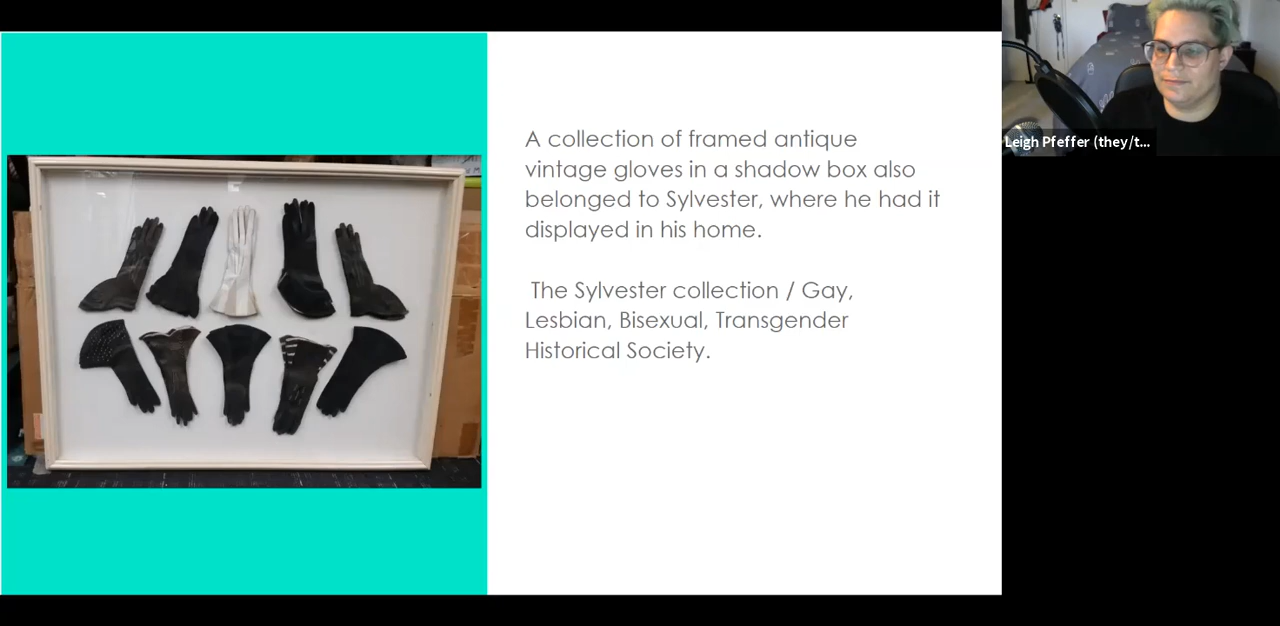 A collection of framed antique
vintage gloves in a shadow box also
belonged to Sylvester, where he had it
displayed in his home.
The Sylvester collection / Gay,
Lesbian, Bisexual, Transgender
Historical Society.
Leigh Pfeffer (they/t...